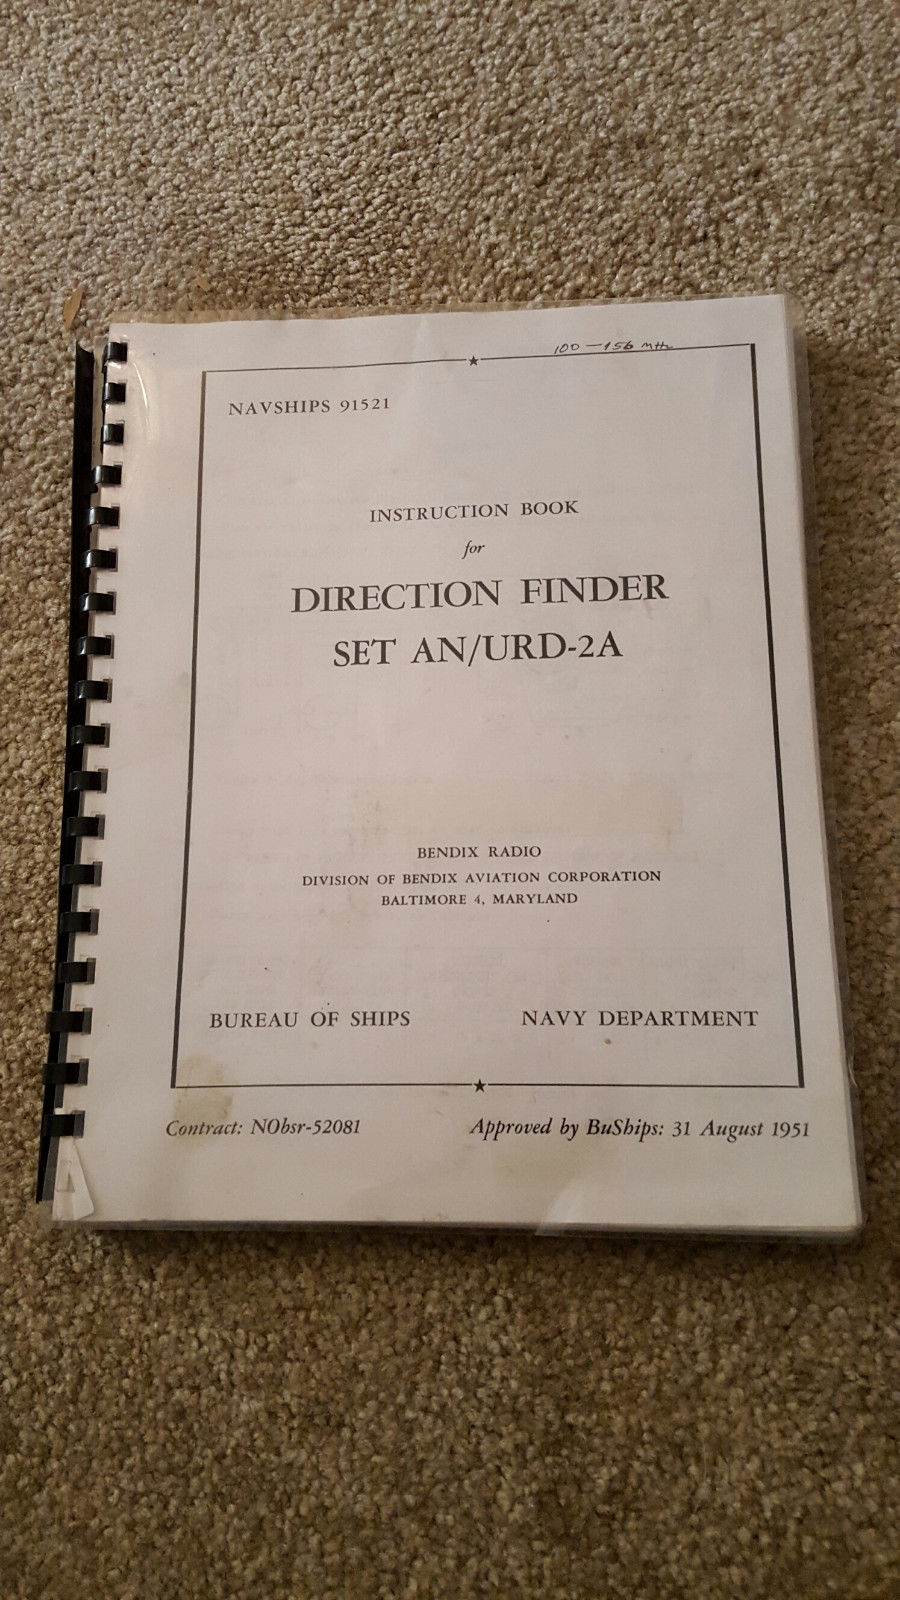 100 - 156 MHz
NAVSHIPS 91521
INSTRUCTION BOOK
for
DIRECTION FINDER
SET AN/URD-2A
BENDIX RADIO
DIVISION OF BENDIX AVIATION CORPORATION
BALTIMORE 4, MARYLAND
BUREAU OF SHIPS NAVY DEPARTMENT
Contract: NObsr-52081 Approved by BuShips: 31 August 1951